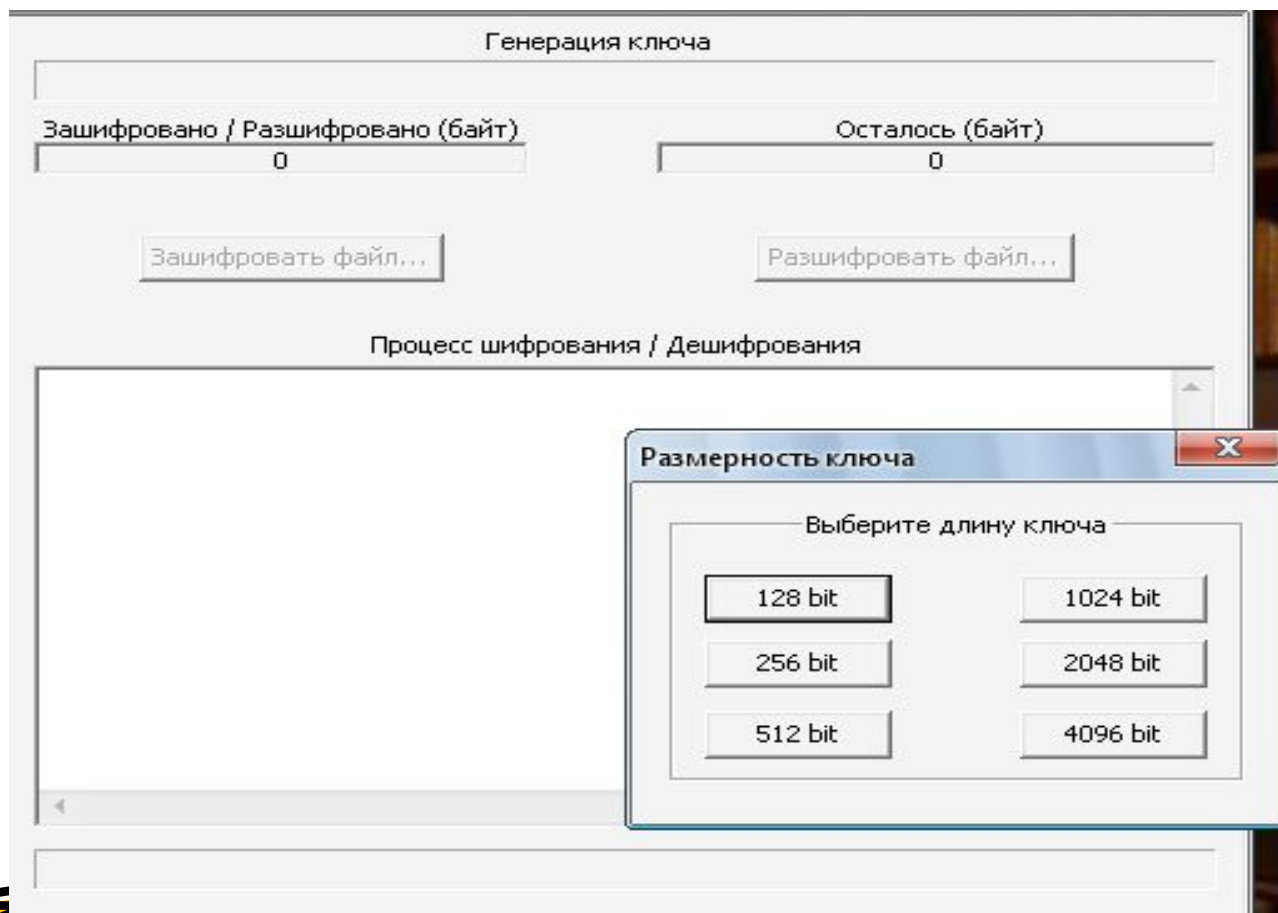 Генерация ключа
Зашифровано / Разшифровано (байт)
Осталось (байт)
0
0
Зашифровать файл...
Разшифровать файл...
Процесс шифрования / Дешифрования
Размерность ключа
Выберите длину ключа
128 bit
1024 bit
256 bit
2048 bit
512 bit
4096 bit